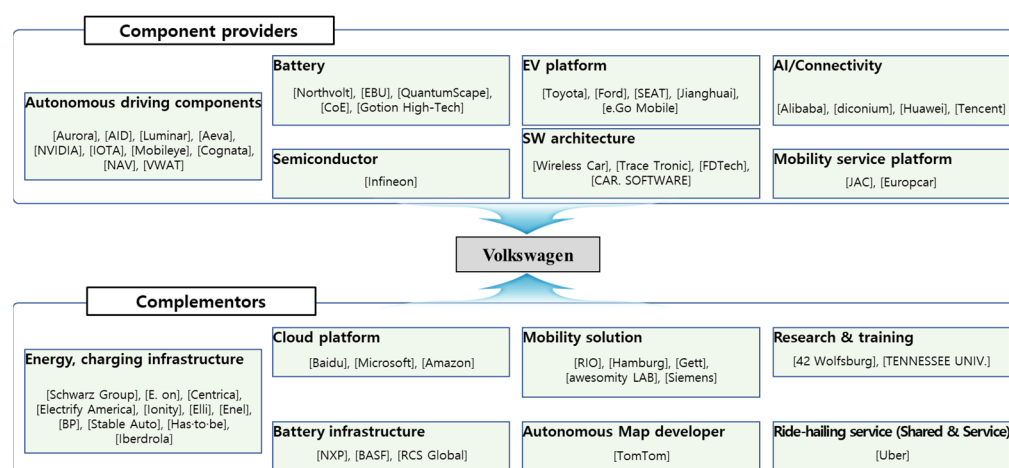 Component providers
Autonomous driving components
[Aurora], [AID], [Luminar], [Aeva],
[NVIDIA], [IOTA], [Mobileye], [Cognata],
[NAV], [VWAT]
Battery
[Northvolt], [EBU], [QuantumScape],
[CoE], [Gotion High-Tech]
Semiconductor
[Infineon]
EV platform
[Toyota], [Ford], [SEAT], [Jianghuai],
[e.Go Mobile]
SW architecture
[Wireless Car], [Trace Tronic], [FDTech],
[CAR. SOFTWARE]
AI/Connectivity
[Alibaba], [diconium], [Huawei], [Tencent]
Mobility service platform
[JAC], [Europcar]
Volkswagen
Complementors
Energy, charging infrastructure
[Schwarz Group], [E. on], [Centrica],
[Electrify America], [Ionity], [Elli], [Enel],
[BP], [Stable Auto], [Has·to·be],
[Iberdrola]
Cloud platform
[Baidu], [Microsoft], [Amazon]
Battery infrastructure
[NXP], [BASF], [RCS Global]
Mobility solution
[RIO], [Hamburg], [Gett],
[awesomity LAB], [Siemens]
Autonomous Map developer
[TomTom]
Research & training
[42 Wolfsburg], [TENNESSEE UNIV.]
Ride-hailing service (Shared & Service)
[Uber]